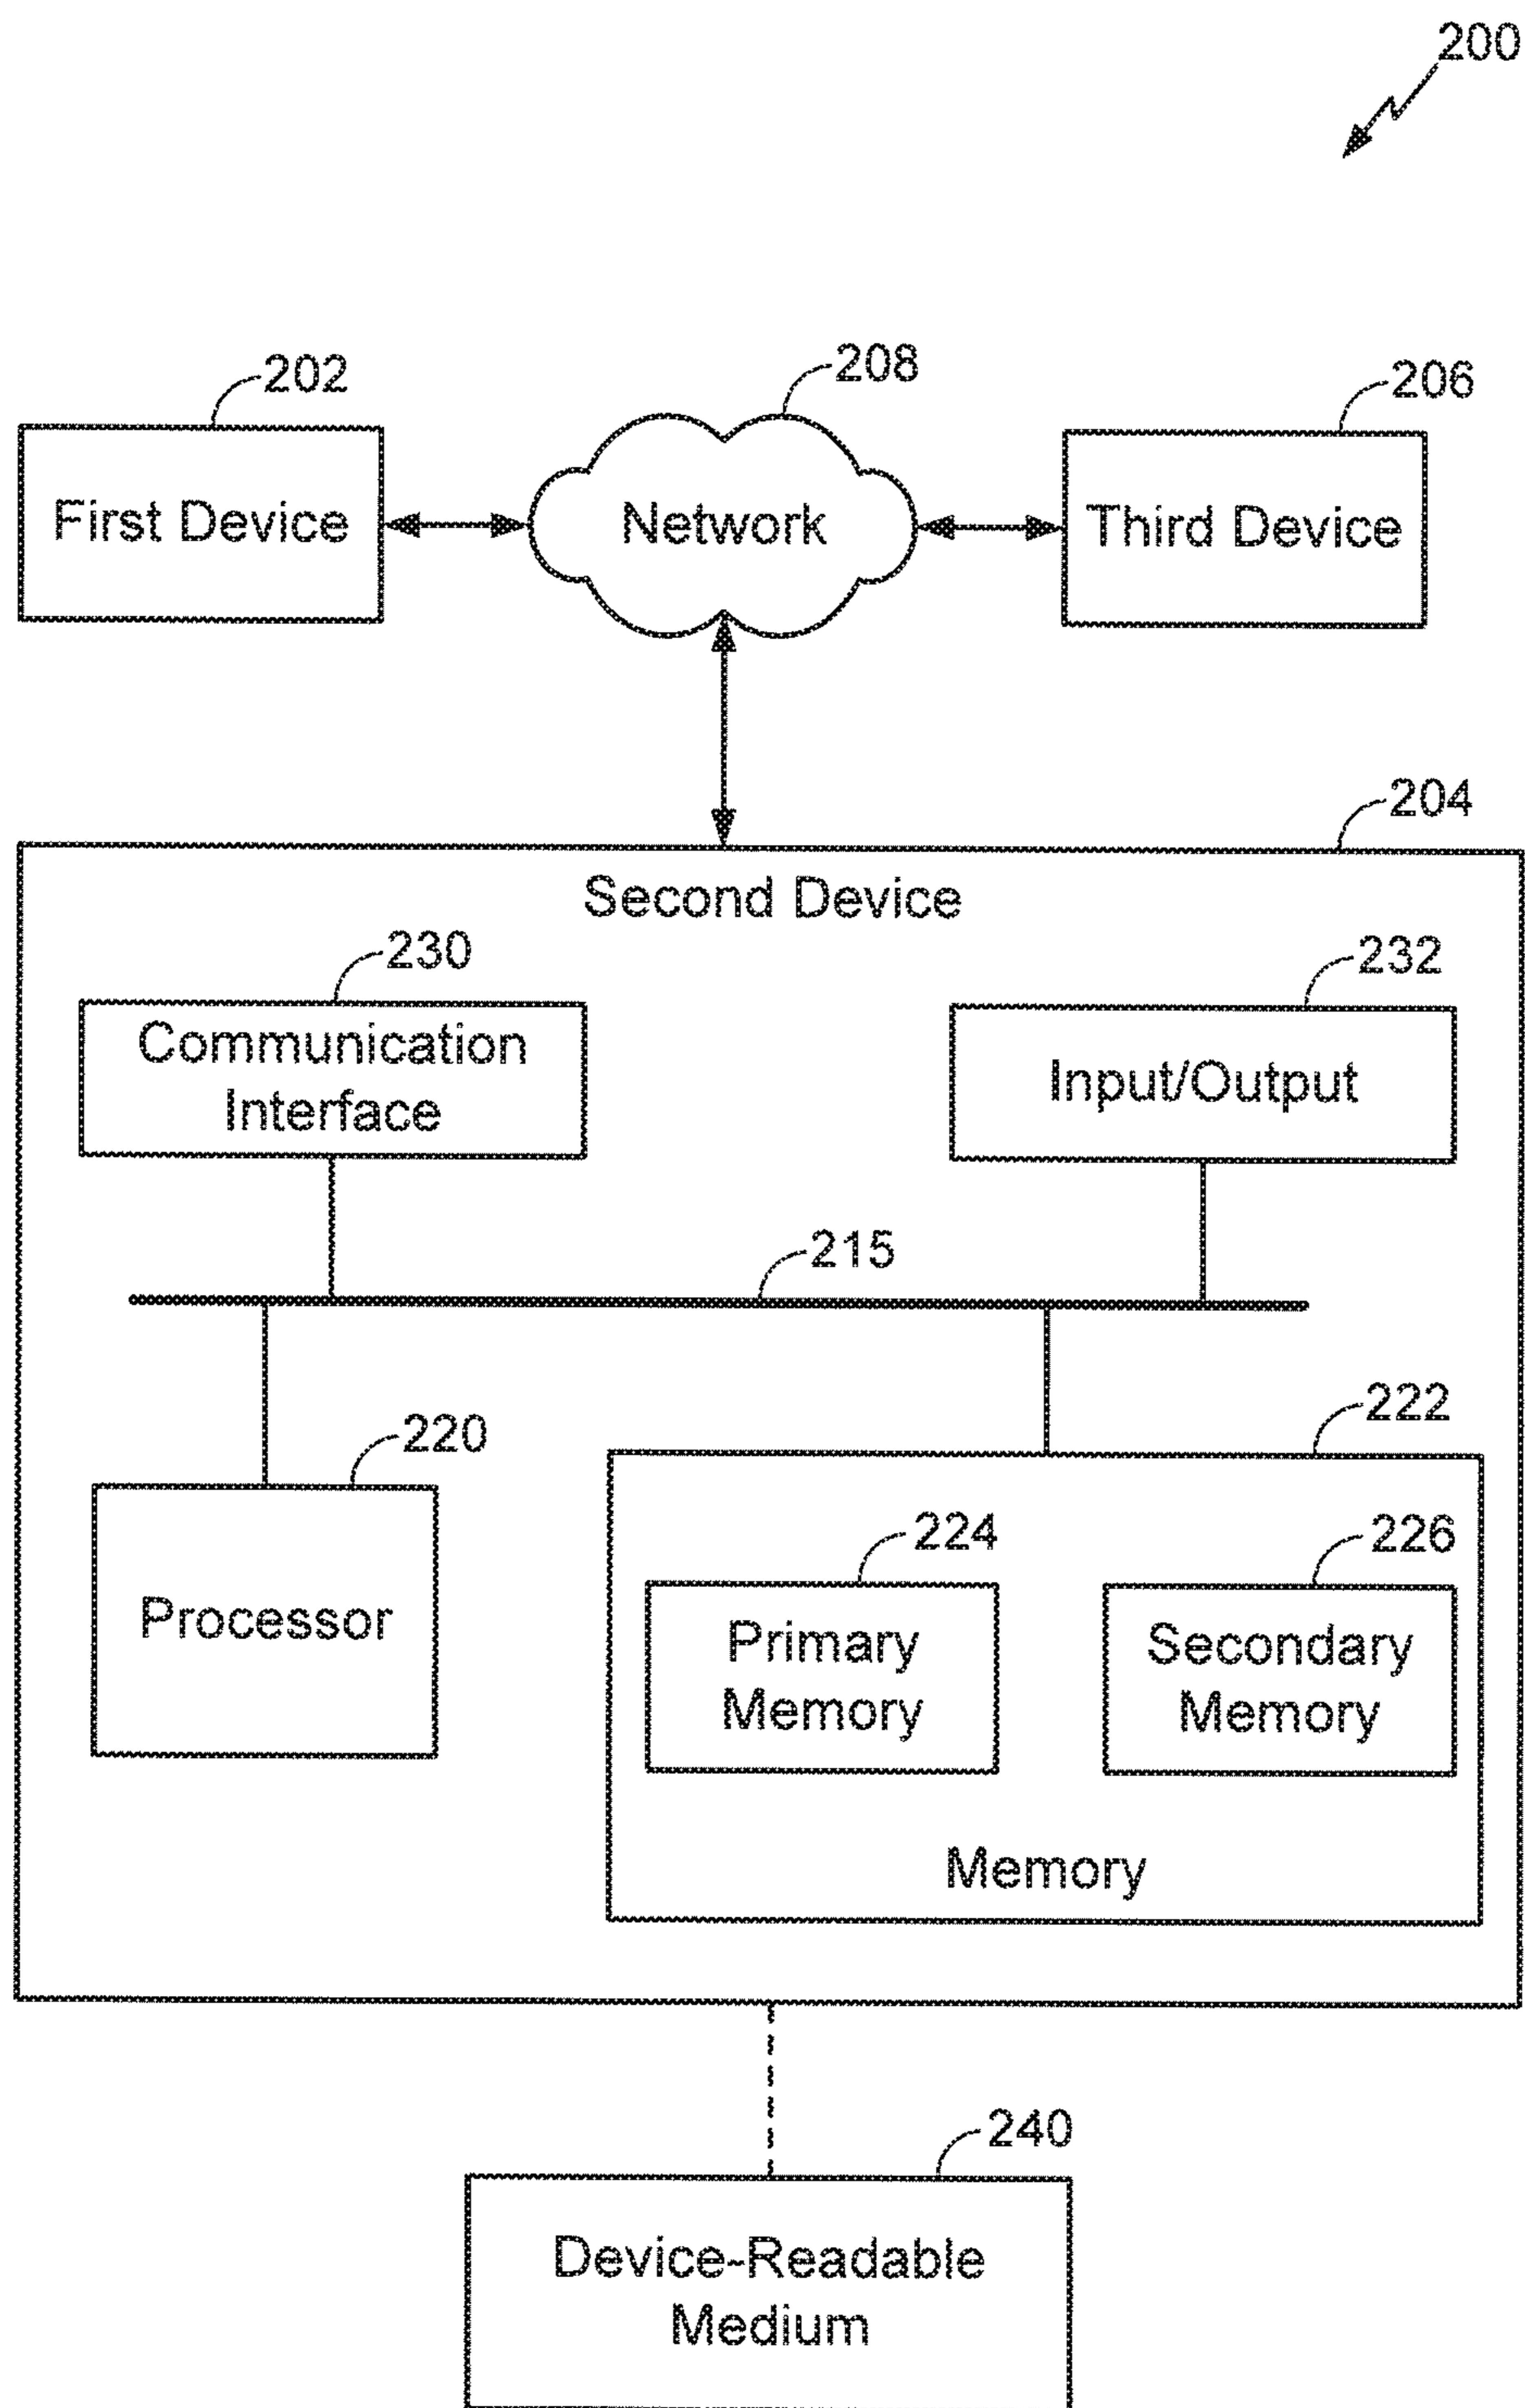 200
202
208
206
First Device
Network
Third Device
204
Second Device
230
232
Communication
Interface
Input/Output
215
220
222
Processor
224
226
Primary
Memory
Secondary
Memory
Memory
240
Device-Readable
Medium